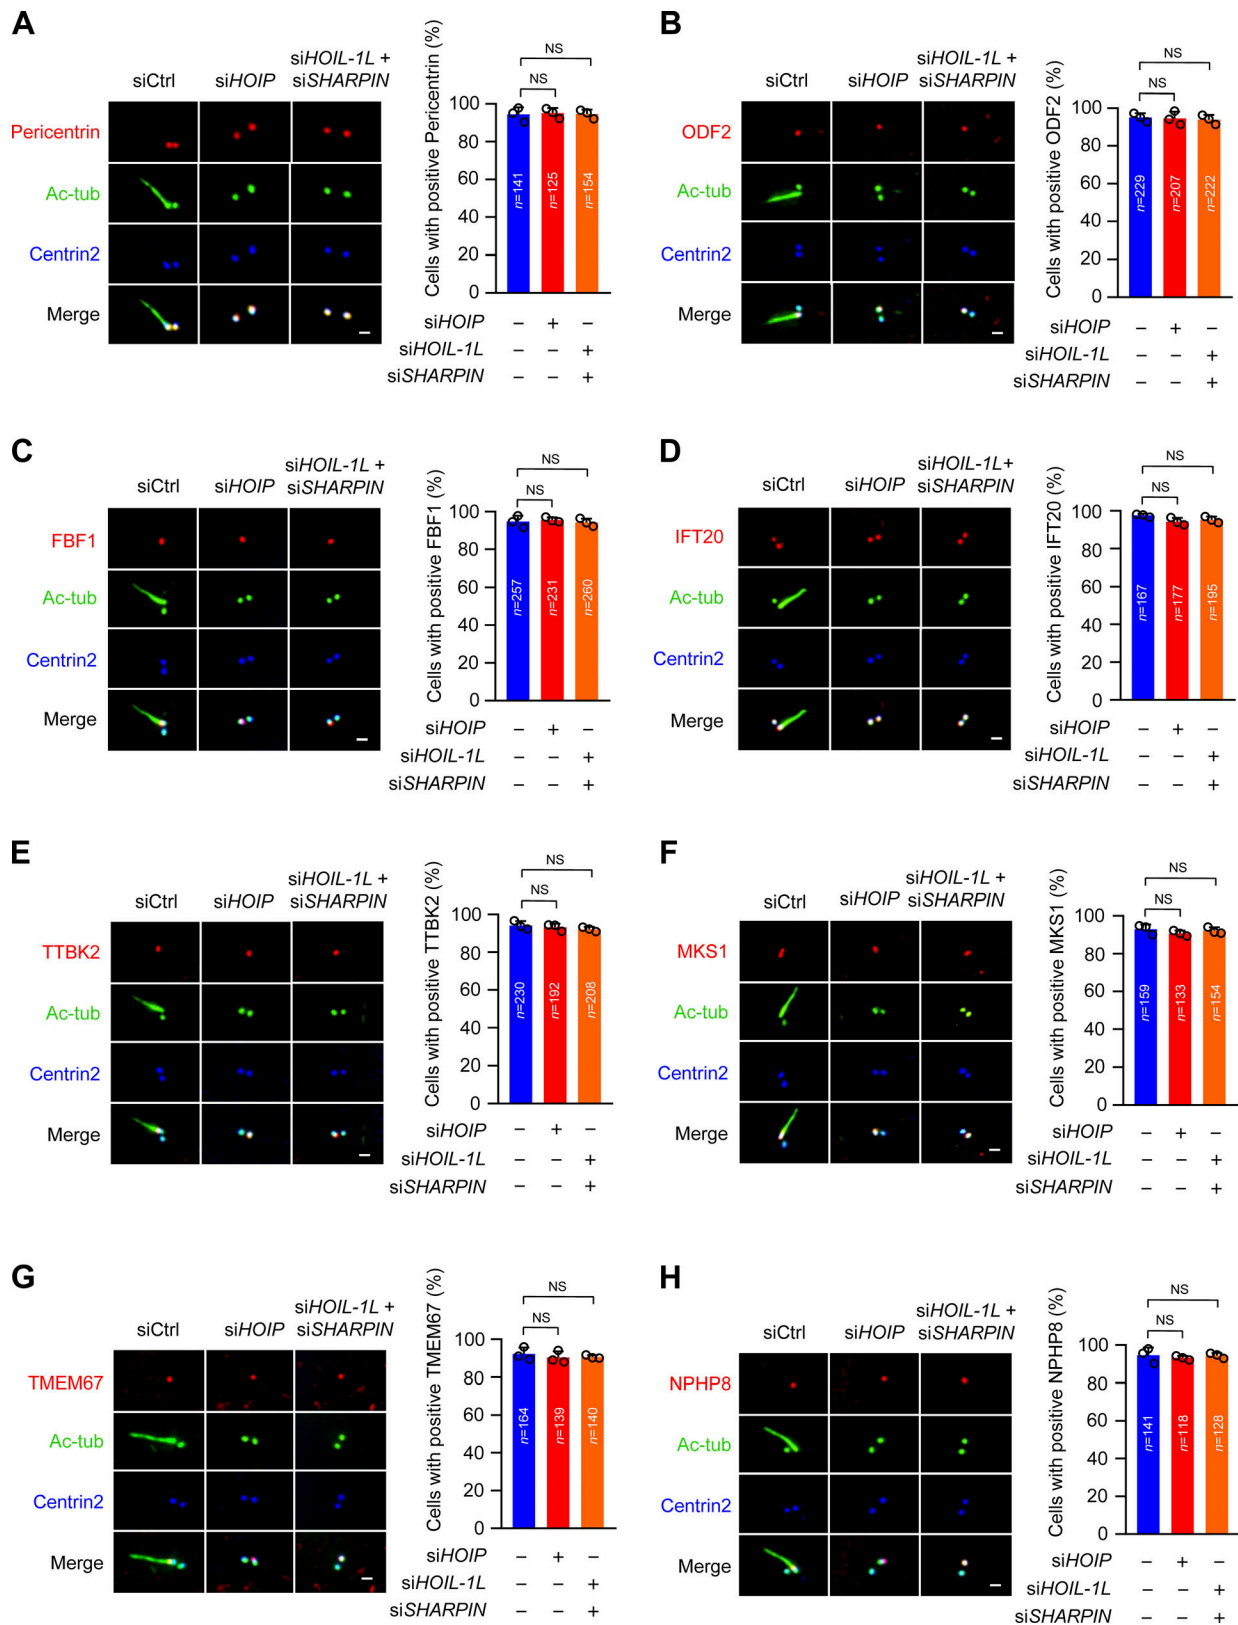 A
siCtrl
siHOIP
siHOIL-1L +
siSHARPIN
Pericentrin
Ac-tub
Centrin2
Merge
Cells with positive Pericentrin (%)
NS
NS
100
80
60
40
20
0
n=141
n=125
n=154
siHOIP – + –
siHOIL-1L – – +
siSHARPIN – – +
B
siCtrl
siHOIP
siHOIL-1L +
siSHARPIN
ODF2
Ac-tub
Centrin2
Merge
Cells with positive ODF2 (%)
NS
NS
100
80
60
40
20
0
n=229
n=207
n=222
siHOIP – + –
siHOIL-1L – – +
siSHARPIN – – +
C
siCtrl
siHOIP
siHOIL-1L +
siSHARPIN
FBF1
Ac-tub
Centrin2
Merge
Cells with positive FBF1 (%)
NS
NS
100
80
60
40
20
0
n=257
n=231
n=260
siHOIP – + –
siHOIL-1L – – +
siSHARPIN – – +
D
siCtrl
siHOIP
siHOIL-1L+
siSHARPIN
IFT20
Ac-tub
Centrin2
Merge
Cells with positive IFT20 (%)
NS
NS
100
80
60
40
20
0
n=167
n=177
n=195
siHOIP – + –
siHOIL-1L – – +
siSHARPIN – – +
E
siCtrl
siHOIP
siHOIL-1L +
siSHARPIN
TTBK2
Ac-tub
Centrin2
Merge
Cells with positive TTBK2 (%)
NS
NS
100
80
60
40
20
0
n=230
n=192
n=208
siHOIP – + –
siHOIL-1L – – +
siSHARPIN – – +
F
siCtrl
siHOIP
siHOIL-1L +
siSHARPIN
MKS1
Ac-tub
Centrin2
Merge
Cells with positive MKS1 (%)
NS
NS
100
80
60
40
20
0
n=159
n=133
n=154
siHOIP – + –
siHOIL-1L – – +
siSHARPIN – – +
G
siCtrl
siHOIP
siHOIL-1L +
siSHARPIN
TMEM67
Ac-tub
Centrin2
Merge
Cells with positive TMEM67 (%)
NS
NS
100
80
60
40
20
0
n=164
n=139
n=140
siHOIP – + –
siHOIL-1L – – +
siSHARPIN – – +
H
siCtrl
siHOIP
siHOIL-1L +
siSHARPIN
NPHP8
Ac-tub
Centrin2
Merge
Cells with positive NPHP8 (%)
NS
NS
100
80
60
40
20
0
n=141
n=118
n=128
siHOIP – + –
siHOIL-1L – – +
siSHARPIN – – +